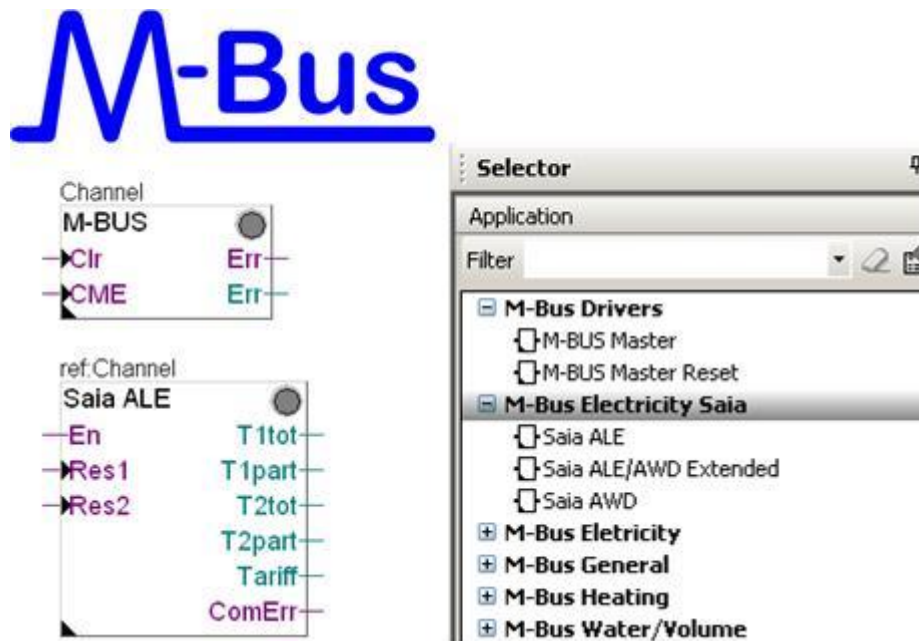 M-Bus
Channel
M-BUS
Clr Err
CME Err
ref:Channel
Saia ALE
En T1tot
Res1 T1part
Res2 T2tot
T2part
Tariff
ComErr
Selector
Application
Filter
M-Bus Drivers
M-BUS Master
M-BUS Master Reset
M-Bus Electricity Saia
Saia ALE
Saia ALE/AWD Extended
Saia AWD
M-Bus Eletricity
M-Bus General
M-Bus Heating
M-Bus Water/Volume